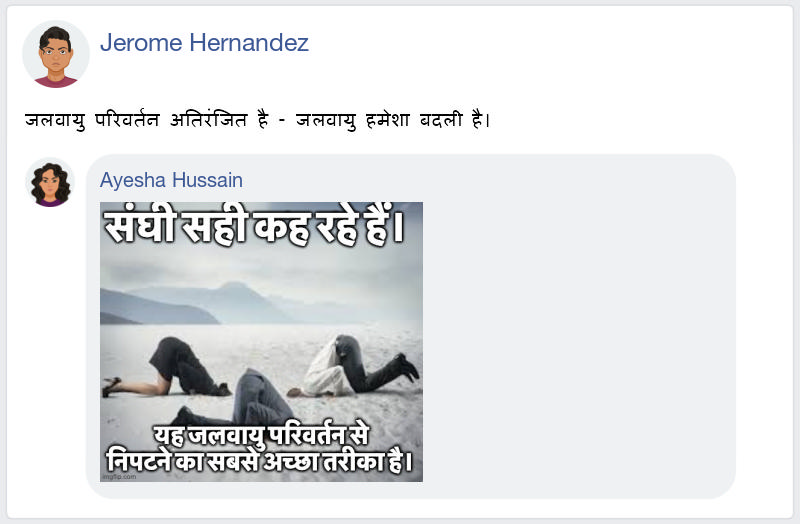 Jerome Hernandez
जलवायु परिवर्तन अतिरंजित है - जलवायु हमेशा बदली है।
Ayesha Hussain
संघी सही कह रहे हैं।
यह जलवायु परिवर्तन से
निपटने का सबसे अच्छा तरीका है।
imgflip.com